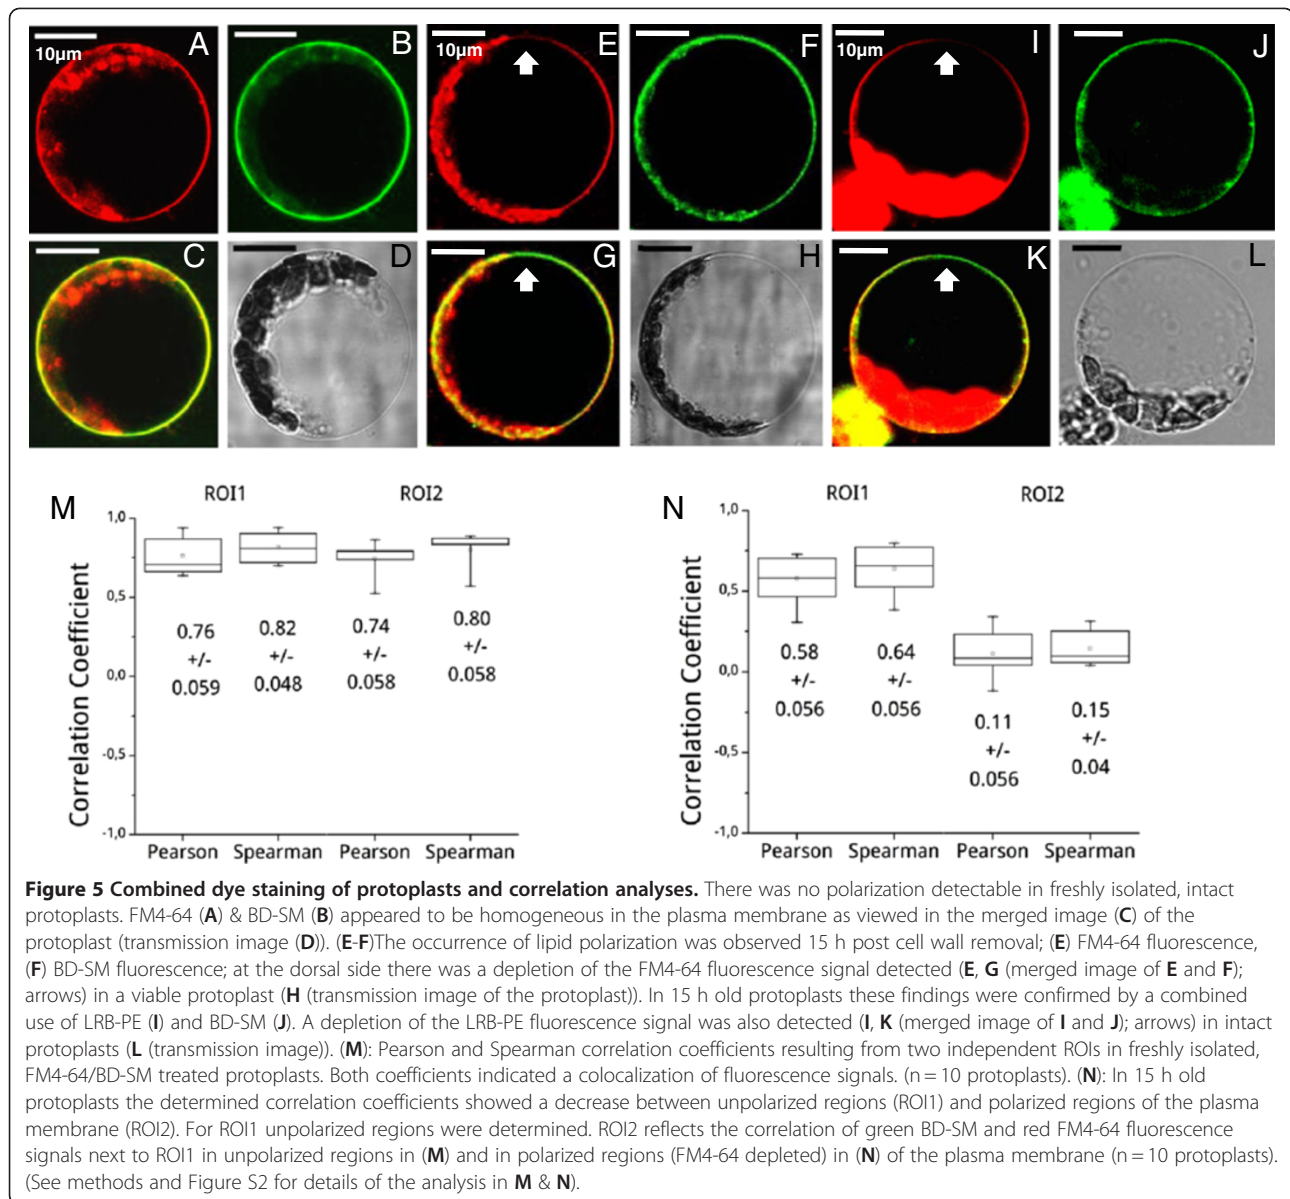 10µm A B E F 10µm I J
10µm
C D G H K L
M ROI1 ROI2
1,0
0,5
0,0
-0,5
-1,0
Correlation Coefficient
0.76 +/- 0.059
0.82 +/- 0.048
0.74 +/- 0.058
0.80 +/- 0.058
Pearson Spearman Pearson Spearman
N ROI1 ROI2
1,0
0,5
0,0
-0,5
-1,0
Correlation Coefficient
0.58 +/- 0.056
0.64 +/- 0.056
0.11 +/- 0.056
0.15 +/- 0.04
Pearson Spearman Pearson Spearman
Figure 5 Combined dye staining of protoplasts and correlation analyses. There was no polarization detectable in freshly isolated, intact
protoplasts. FM4-64 (A) & BD-SM (B) appeared to be homogeneous in the plasma membrane as viewed in the merged image (C) of the
protoplast (transmission image (D)). (E-F)The occurrence of lipid polarization was observed 15 h post cell wall removal; (E) FM4-64 fluorescence,
(F) BD-SM fluorescence; at the dorsal side there was a depletion of the FM4-64 fluorescence signal detected (E, G (merged image of E and F);
arrows) in a viable protoplast (H (transmission image of the protoplast)). In 15 h old protoplasts these findings were confirmed by a combined
use of LRB-PE (I) and BD-SM (J). A depletion of the LRB-PE fluorescence signal was also detected (I, K (merged image of I and J); arrows) in intact
protoplasts (L (transmission image)). (M): Pearson and Spearman correlation coefficients resulting from two independent ROIs in freshly isolated,
FM4-64/BD-SM treated protoplasts. Both coefficients indicated a colocalization of fluorescence signals. (n = 10 protoplasts). (N): In 15 h old
protoplasts the determined correlation coefficients showed a decrease between unpolarized regions (ROI1) and polarized regions of the plasma
membrane (ROI2). For ROI1 unpolarized regions were determined. ROI2 reflects the correlation of green BD-SM and red FM4-64 fluorescence
signals next to ROI1 in unpolarized regions in (M) and in polarized regions (FM4-64 depleted) in (N) of the plasma membrane (n = 10 protoplasts).
(See methods and Figure S2 for details of the analysis in M & N).